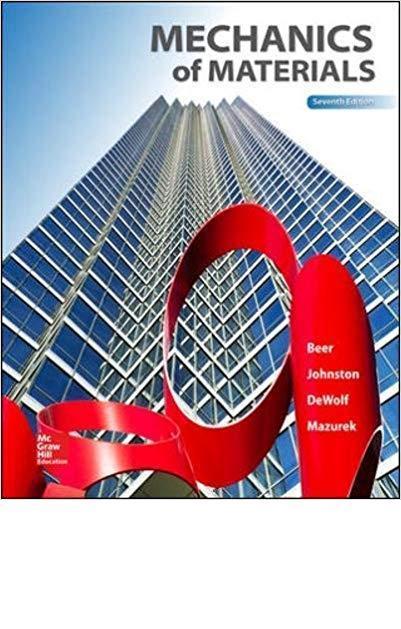 MECHANICS
of MATERIALS
Seventh Edition
Beer
Johnston
DeWolf
Mazurek
Mc
Graw
Hill
Education